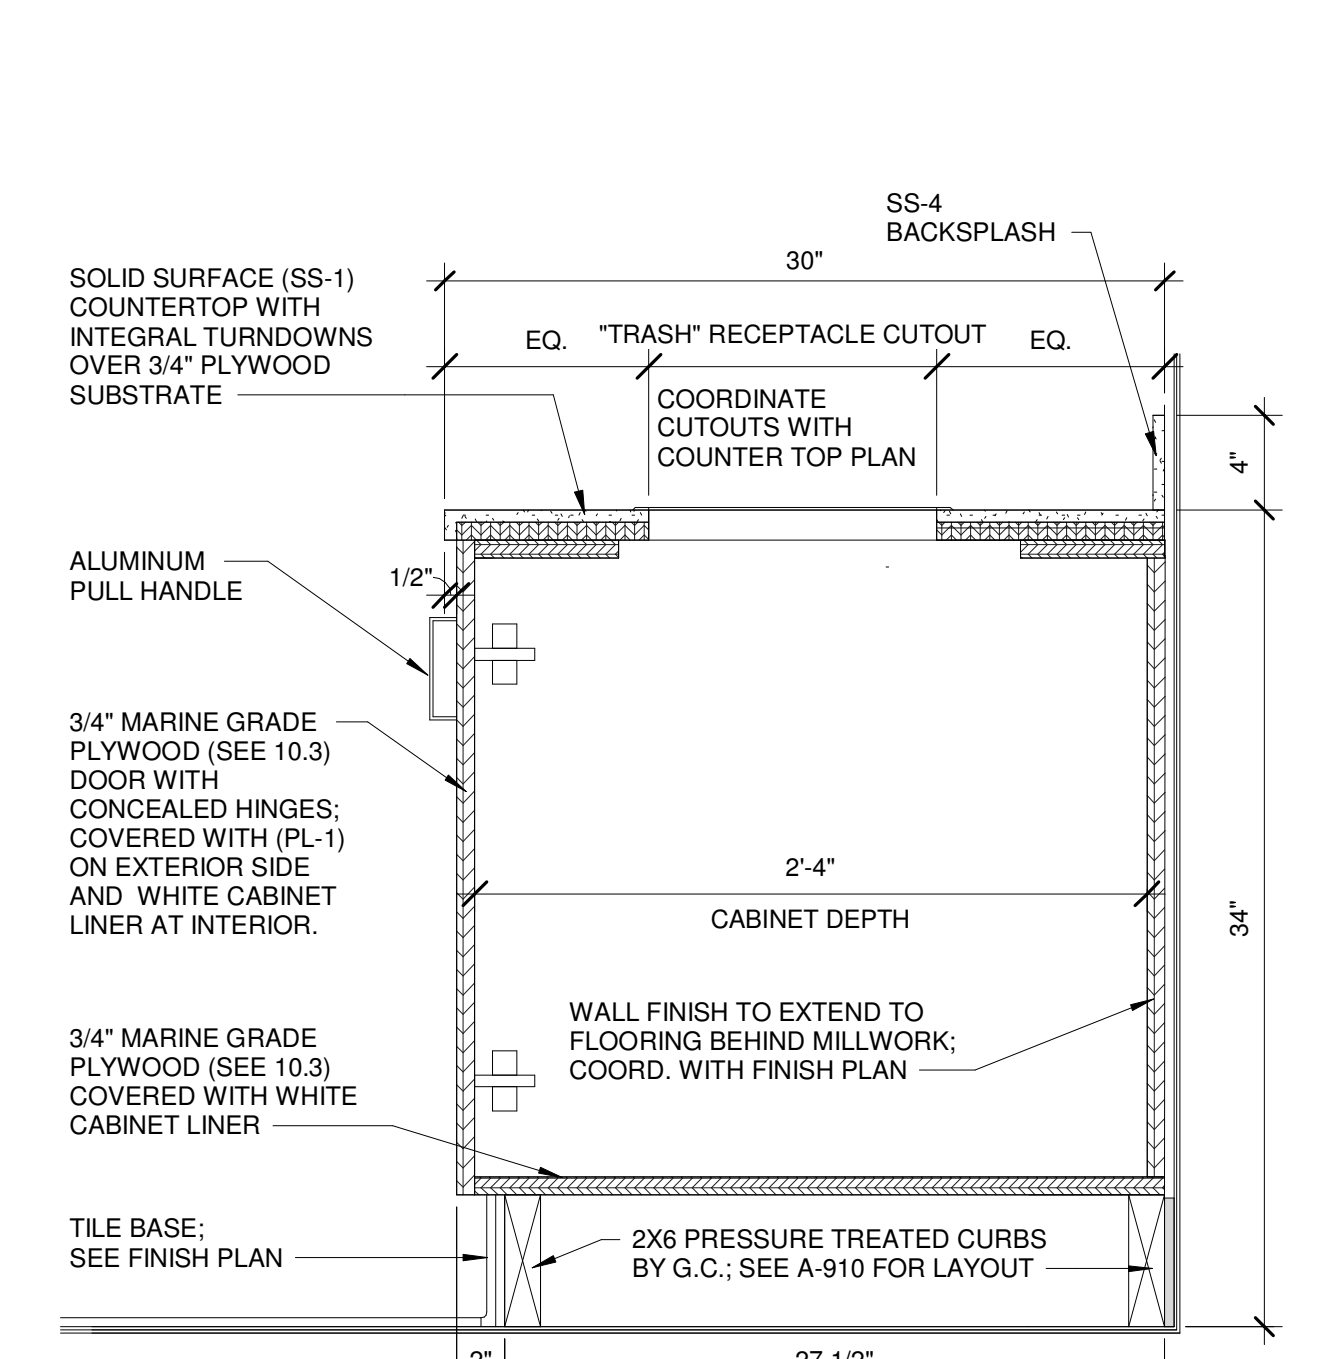 SS-4
BACKSPLASH
30"
SOLID SURFACE (SS-1)
COUNTERTOP WITH
INTEGRAL TURNDOWNS
OVER 3/4" PLYWOOD
SUBSTRATE
EQ.
"TRASH" RECEPTACLE CUTOUT
EQ.
COORDINATE
CUTOUTS WITH
COUNTER TOP PLAN
4"
ALUMINUM
PULL HANDLE
1/2"
3/4" MARINE GRADE
PLYWOOD (SEE 10.3)
DOOR WITH
CONCEALED HINGES;
COVERED WITH (PL-1)
ON EXTERIOR SIDE
AND WHITE CABINET
LINER AT INTERIOR.
2'-4"
CABINET DEPTH
34"
WALL FINISH TO EXTEND TO
FLOORING BEHIND MILLWORK;
COORD. WITH FINISH PLAN
3/4" MARINE GRADE
PLYWOOD (SEE 10.3)
COVERED WITH WHITE
CABINET LINER
TILE BASE;
SEE FINISH PLAN
2X6 PRESSURE TREATED CURBS
BY G.C.; SEE A-910 FOR LAYOUT
2"
27 1/2"